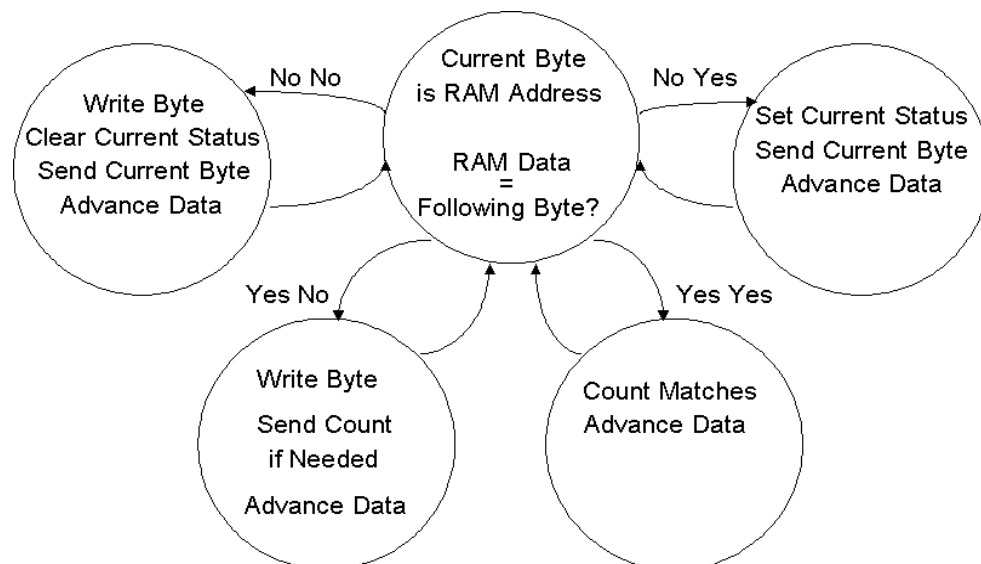 Current Byte
is RAM Address
RAM Data
=
Following Byte?
No No
Write Byte
Clear Current Status
Send Current Byte
Advance Data
No Yes
Set Current Status
Send Current Byte
Advance Data
Yes No
Write Byte
Send Count
if Needed
Advance Data
Yes Yes
Count Matches
Advance Data